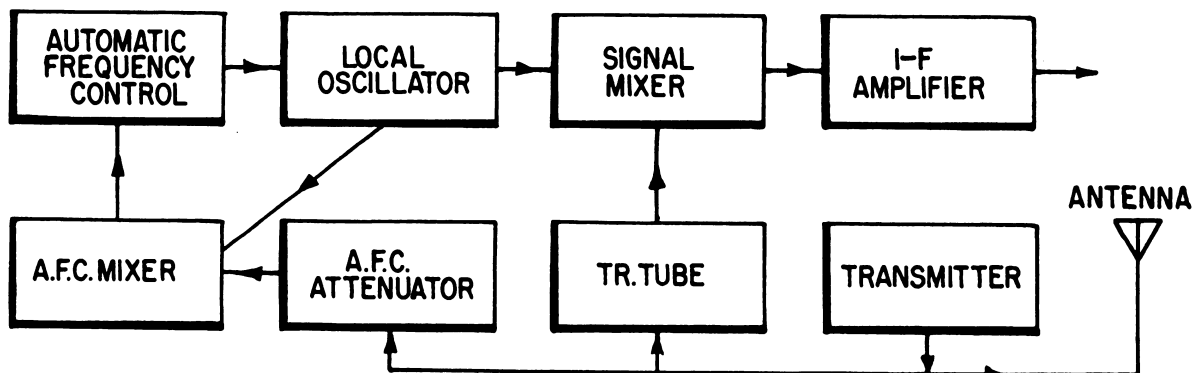 AUTOMATIC
FREQUENCY
CONTROL
LOCAL
OSCILLATOR
SIGNAL
MIXER
I-F
AMPLIFIER
ANTENNA
A.F.C. MIXER
A.F.C.
ATTENUATOR
TR. TUBE
TRANSMITTER